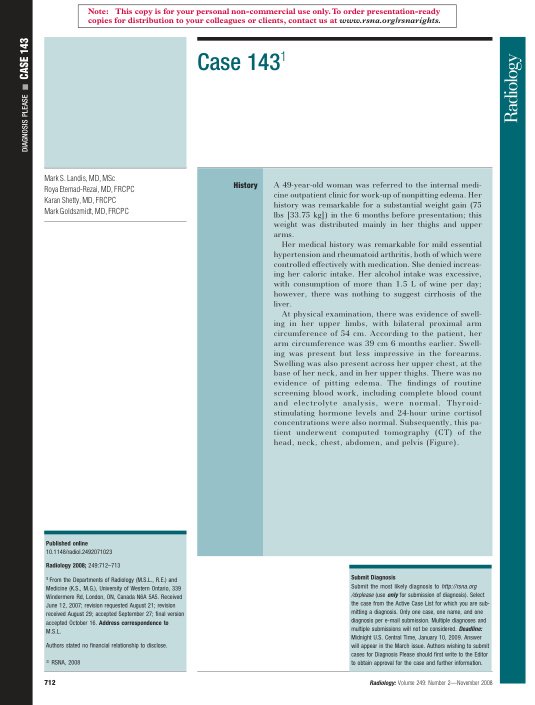 Note: This copy is for your personal non-commercial use only. To order presentation-ready
copies for distribution to your colleagues or clients, contact us at www.rsna.org/rsnarights.
DIAGNOSIS PLEASE ■ CASE 143
Radiology
Case 143¹
Mark S. Landis, MD, MSc
Roya Etemad-Rezai, MD, FRCPC
Karan Shetty, MD, FRCPC
Mark Goldszmidt, MD, FRCPC
History
A 49-year-old woman was referred to the internal medi-
cine outpatient clinic for work-up of nonpitting edema. Her
history was remarkable for a substantial weight gain (75
lbs [33.75 kg]) in the 6 months before presentation; this
weight was distributed mainly in her thighs and upper
arms.
Her medical history was remarkable for mild essential
hypertension and rheumatoid arthritis, both of which were
controlled effectively with medication. She denied increas-
ing her caloric intake. Her alcohol intake was excessive,
with consumption of more than 1.5 L of wine per day;
however, there was nothing to suggest cirrhosis of the
liver.
At physical examination, there was evidence of swell-
ing in her upper limbs, with bilateral proximal arm
circumference of 54 cm. According to the patient, her
arm circumference was 39 cm 6 months earlier. Swell-
ing was present but less impressive in the forearms.
Swelling was also present across her upper chest, at the
base of her neck, and in her upper thighs. There was no
evidence of pitting edema. The findings of routine
screening blood work, including complete blood count
and electrolyte analysis, were normal. Thyroid-
stimulating hormone levels and 24-hour urine cortisol
concentrations were also normal. Subsequently, this pa-
tient underwent computed tomography (CT) of the
head, neck, chest, abdomen, and pelvis (Figure).
Published online
10.1148/radiol.2492071023
Radiology 2008; 249:712–713
¹ From the Departments of Radiology (M.S.L., R.E.) and
Medicine (K.S., M.G.), University of Western Ontario, 339
Windermere Rd, London, ON, Canada N6A 5A5. Received
June 12, 2007; revision requested August 21; revision
received August 29; accepted September 27; final version
accepted October 16. Address correspondence to
M.S.L.
Authors stated no financial relationship to disclose.
© RSNA, 2008
Submit Diagnosis
Submit the most likely diagnosis to http://rsna.org
/dxplease (use only for submission of diagnosis). Select
the case from the Active Case List for which you are sub-
mitting a diagnosis. Only one case, one name, and one
diagnosis per e-mail submission. Multiple diagnoses and
multiple submissions will not be considered. Deadline:
Midnight U.S. Central Time, January 10, 2009. Answer
will appear in the March issue. Authors wishing to submit
cases for Diagnosis Please should first write to the Editor
to obtain approval for the case and further information.
712
Radiology: Volume 249: Number 2—November 2008